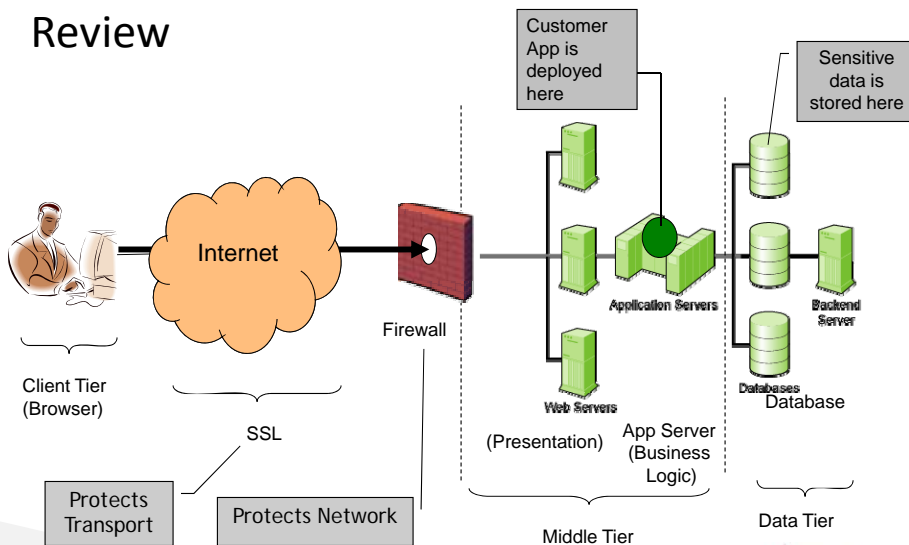 Review
Customer
App is
deployed
here
Sensitive
data is
stored here
Internet
Firewall
Application Servers
Backend
Server
Client Tier
(Browser)
SSL
Web Servers
Databases
Database
(Presentation)
App Server
(Business
Logic)
Protects
Transport
Protects Network
Middle Tier
Data Tier